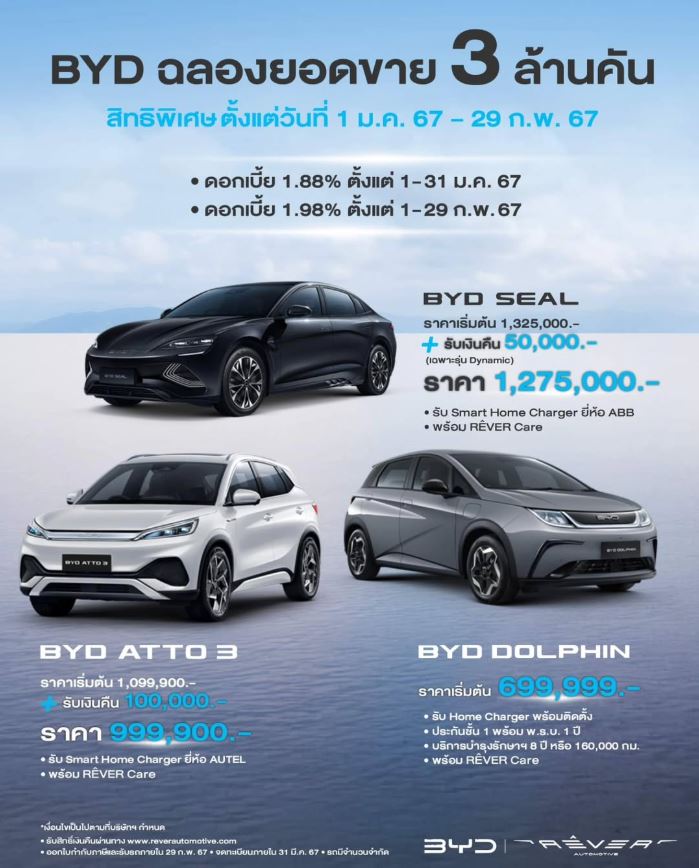 BYD ฉลองยอดขาย 3 ล้านคัน
สิทธิพิเศษ ตั้งแต่วันที่ 1 ม.ค. 67 - 29 ก.พ. 67
• ดอกเบี้ย 1.88% ตั้งแต่ 1-31 ม.ค. 67
• ดอกเบี้ย 1.98% ตั้งแต่ 1-29 ก.พ. 67
BYD SEAL
ราคาเริ่มต้น 1,325,000.-
+ รับเงินคืน 50,000.-
(เฉพาะรุ่น Dynamic)
ราคา 1,275,000.-
• รับ Smart Home Charger ยี่ห้อ ABB
• พร้อม RÊVER Care
BYD SEAL
BYD ATTO 3
BYD
BYD DOLPHIN
BYD ATTO 3
ราคาเริ่มต้น 1,099,900.-
+ รับเงินคืน 100,000.-
ราคา 999,900.-
• รับ Smart Home Charger ยี่ห้อ AUTEL
• พร้อม RÊVER Care
BYD DOLPHIN
ราคาเริ่มต้น 699,999.-
• รับ Home Charger พร้อมติดตั้ง
• ประกันชั้น 1 พร้อม พ.ร.บ. 1 ปี
• บริการบำรุงรักษาฯ 8 ปี หรือ 160,000 กม.
• พร้อม RÊVER Care
*เงื่อนไขเป็นไปตามที่บริษัทฯ กำหนด
• รับสิทธิ์เงินคืนผ่านทาง www.reverautomotive.com
• ออกใบกำกับภาษีและรับรถภายใน 29 ก.พ. 67 • จดทะเบียนภายใน 31 มี.ค. 67 • รถมีจำนวนจำกัด
BYD | RÊVER
AUTOMOTIVE